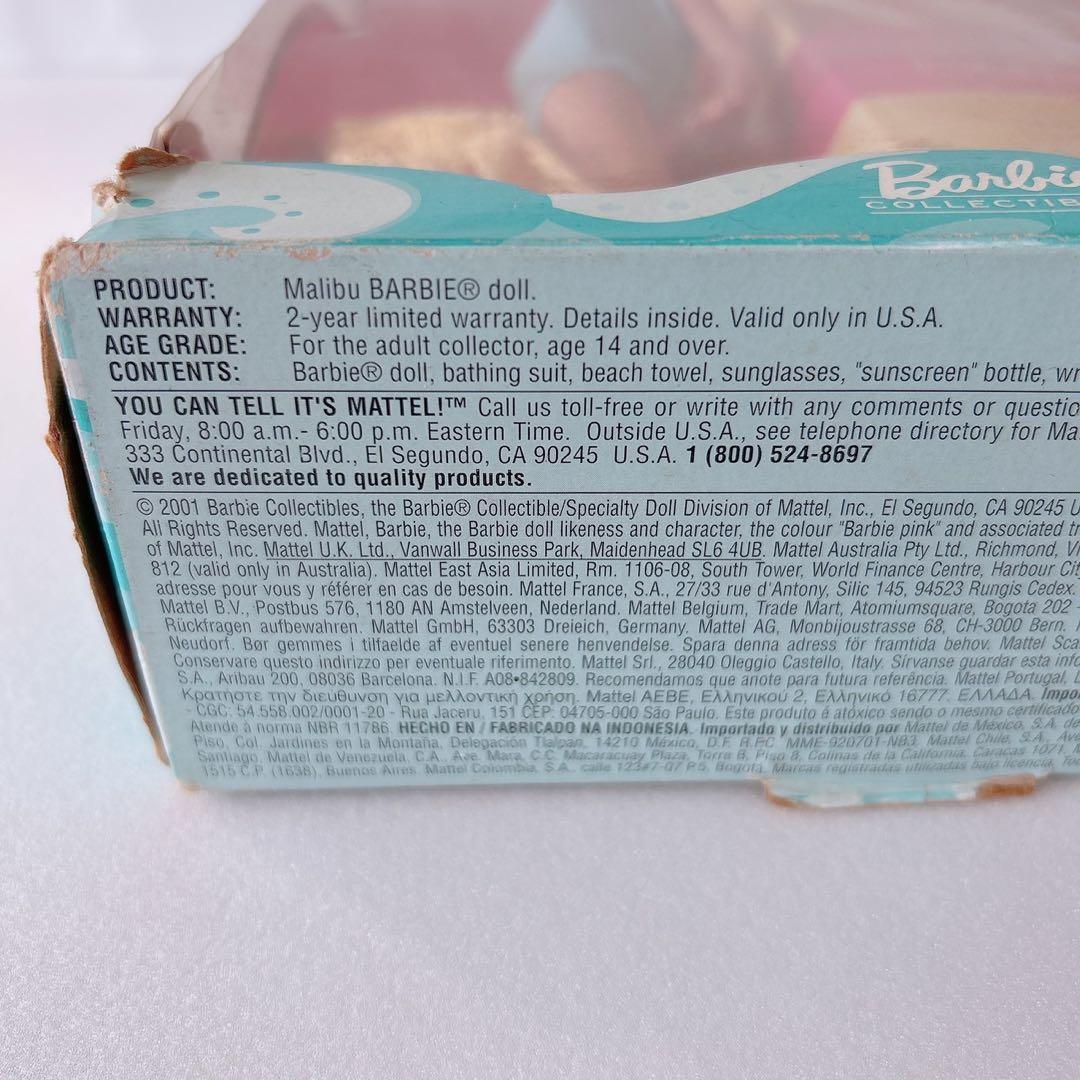 Barbie
COLLECTIB
PRODUCT: Malibu BARBIE® doll.
WARRANTY: 2-year limited warranty. Details inside. Valid only in U.S.A.
AGE GRADE: For the adult collector, age 14 and over.
CONTENTS: Barbie® doll, bathing suit, beach towel, sunglasses, "sunscreen" bottle, wr
YOU CAN TELL IT'S MATTEL!™ Call us toll-free or write with any comments or questio
Friday, 8:00 a.m.- 6:00 p.m. Eastern Time. Outside U.S.A., see telephone directory for Ma
333 Continental Blvd., El Segundo, CA 90245 U.S.A. 1 (800) 524-8697
We are dedicated to quality products.
© 2001 Barbie Collectibles, the Barbie® Collectible/Specialty Doll Division of Mattel, Inc., El Segundo, CA 90245 U
All Rights Reserved. Mattel, Barbie, the Barbie doll likeness and character, the colour "Barbie pink" and associated tr
of Mattel, Inc. Mattel U.K. Ltd., Vanwall Business Park, Maidenhead SL6 4UB. Mattel Australia Pty Ltd., Richmond, Vi
812 (valid only in Australia). Mattel East Asia Limited, Rm. 1106-08, South Tower, World Finance Centre, Harbour Cit
adresse pour vous y référer en cas de besoin. Mattel France, S.A., 27/33 rue d'Antony, Silic 145, 94523 Rungis Cedex.
Mattel B.V., Postbus 576, 1180 AN Amstelveen, Nederland. Mattel Belgium, Trade Mart, Atomiumsquare, Bogota 202 -
Rückfragen aufbewahren. Mattel GmbH, 63303 Dreieich, Germany. Mattel AG, Monbijoustrasse 68, CH-3000 Bern.
Neudorf. Bør gemmes i tilfaelde af eventuel senere henvendelse. Spara denna adress för framtida behov. Mattel Sca
Conservare questo indirizzo per eventuale riferimento. Mattel Srl., 28040 Oleggio Castello, Italy. Sírvanse guardar esta info
S.A., Aribau 200, 08036 Barcelona. N.I.F. A08•842809. Recomendamos que anote para futura referência. Mattel Portugal, L
Κρατήστε την διεύθυνση για μελλοντική χρήση. Mattel AEBE, Ελληνικού 2, Ελληνικό 16777. ΕΛΛΑΔΑ. Impo
- CGC: 54.558.002/0001-20 - Rua Jaceru, 151 CEP: 04705-000 São Paulo. Este produto é atóxico sendo o mesmo certificado
Atende à norma NBR 11786. HECHO EN / FABRICADO NA INDONESIA. Importado y distribuido por Mattel de México, S.A. de
Piso, Col. Jardines en la Montaña, Delegación Tlalpan, 14210 México, D.F. R.F.C. MME-920701-NB3. Mattel Chile, S.A., Ave
Santiago. Mattel de Venezuela, C.A., Ave. Mara, C.C. Macaracuay Plaza, Torre B, Piso 8, Colinas de la California, Caracas 1071.
1515 C.P. (1638), Buenos Aires. Mattel Colombia, S.A., calle 123#7-07 P.5, Bogotá. Marcas registradas utilizadas bajo licencia.